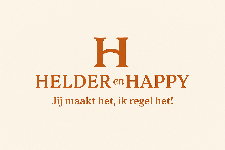 H
HELDER en HAPPY
Jij maakt het, ik regel het!